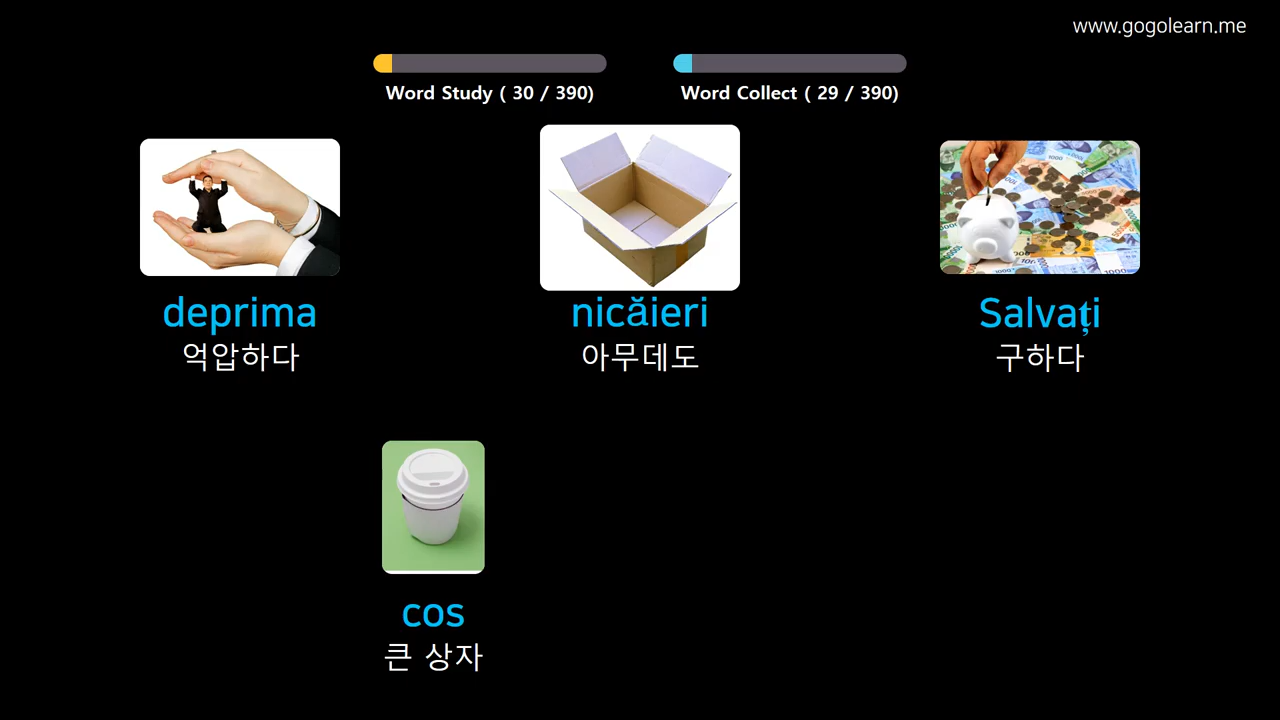 www.gogolearn.me
Word Study ( 30 / 390)
Word Collect ( 29 / 390)
deprima
억압하다
nicăieri
아무데도
Salvați
구하다
cos
큰 상자